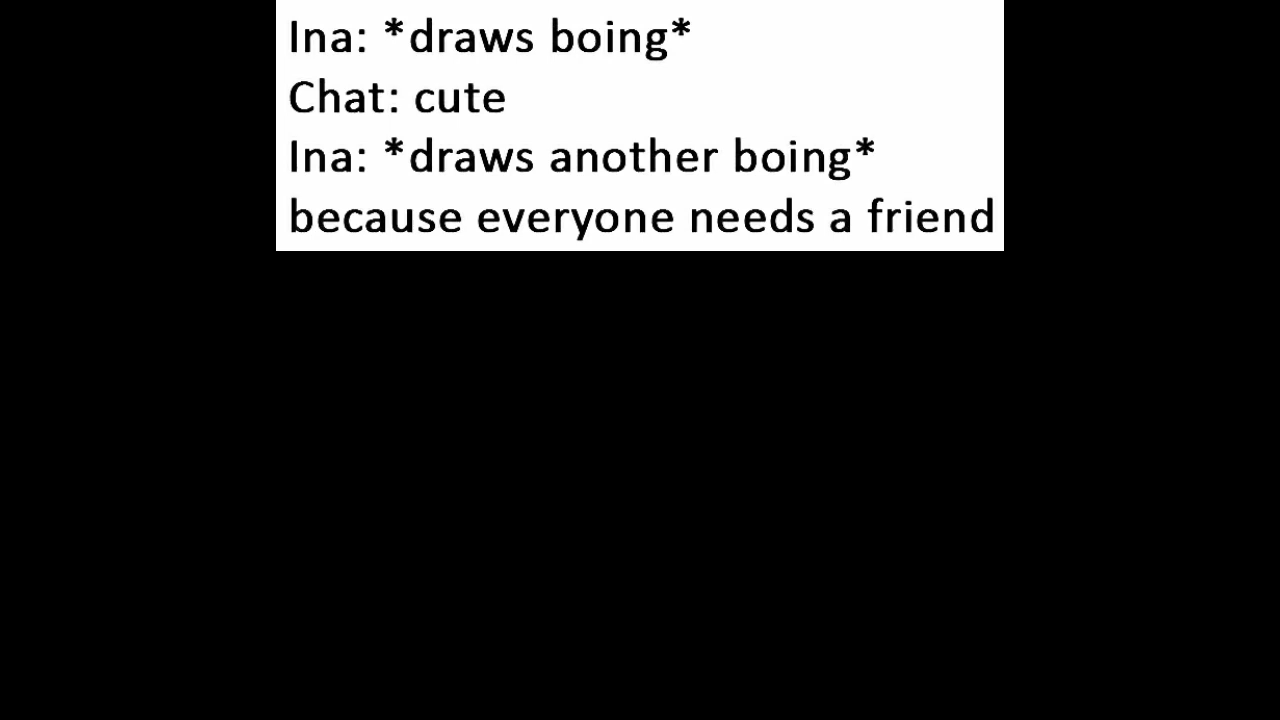 Ina: *draws boing*
Chat: cute
Ina: *draws another boing*
because everyone needs a friend